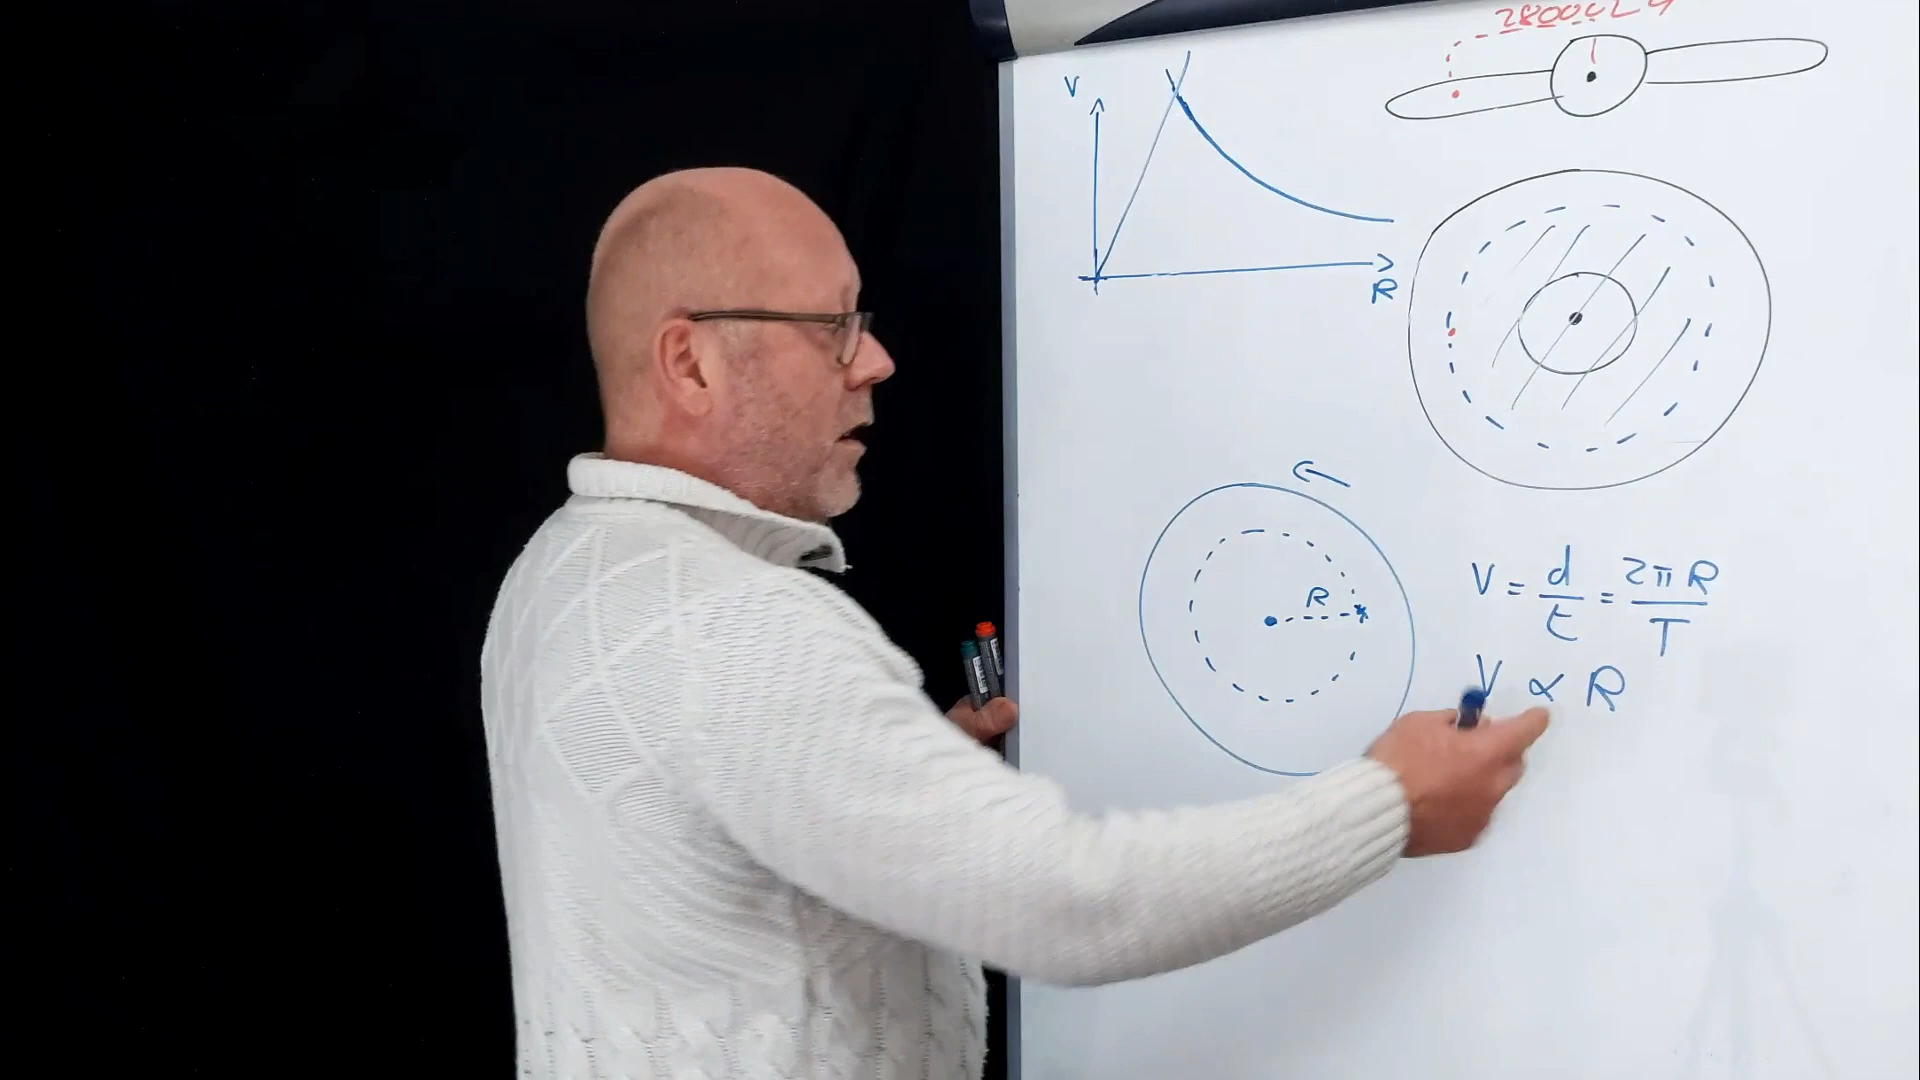 V
R
R
V = d/t = 2πR/T
V ∝ R